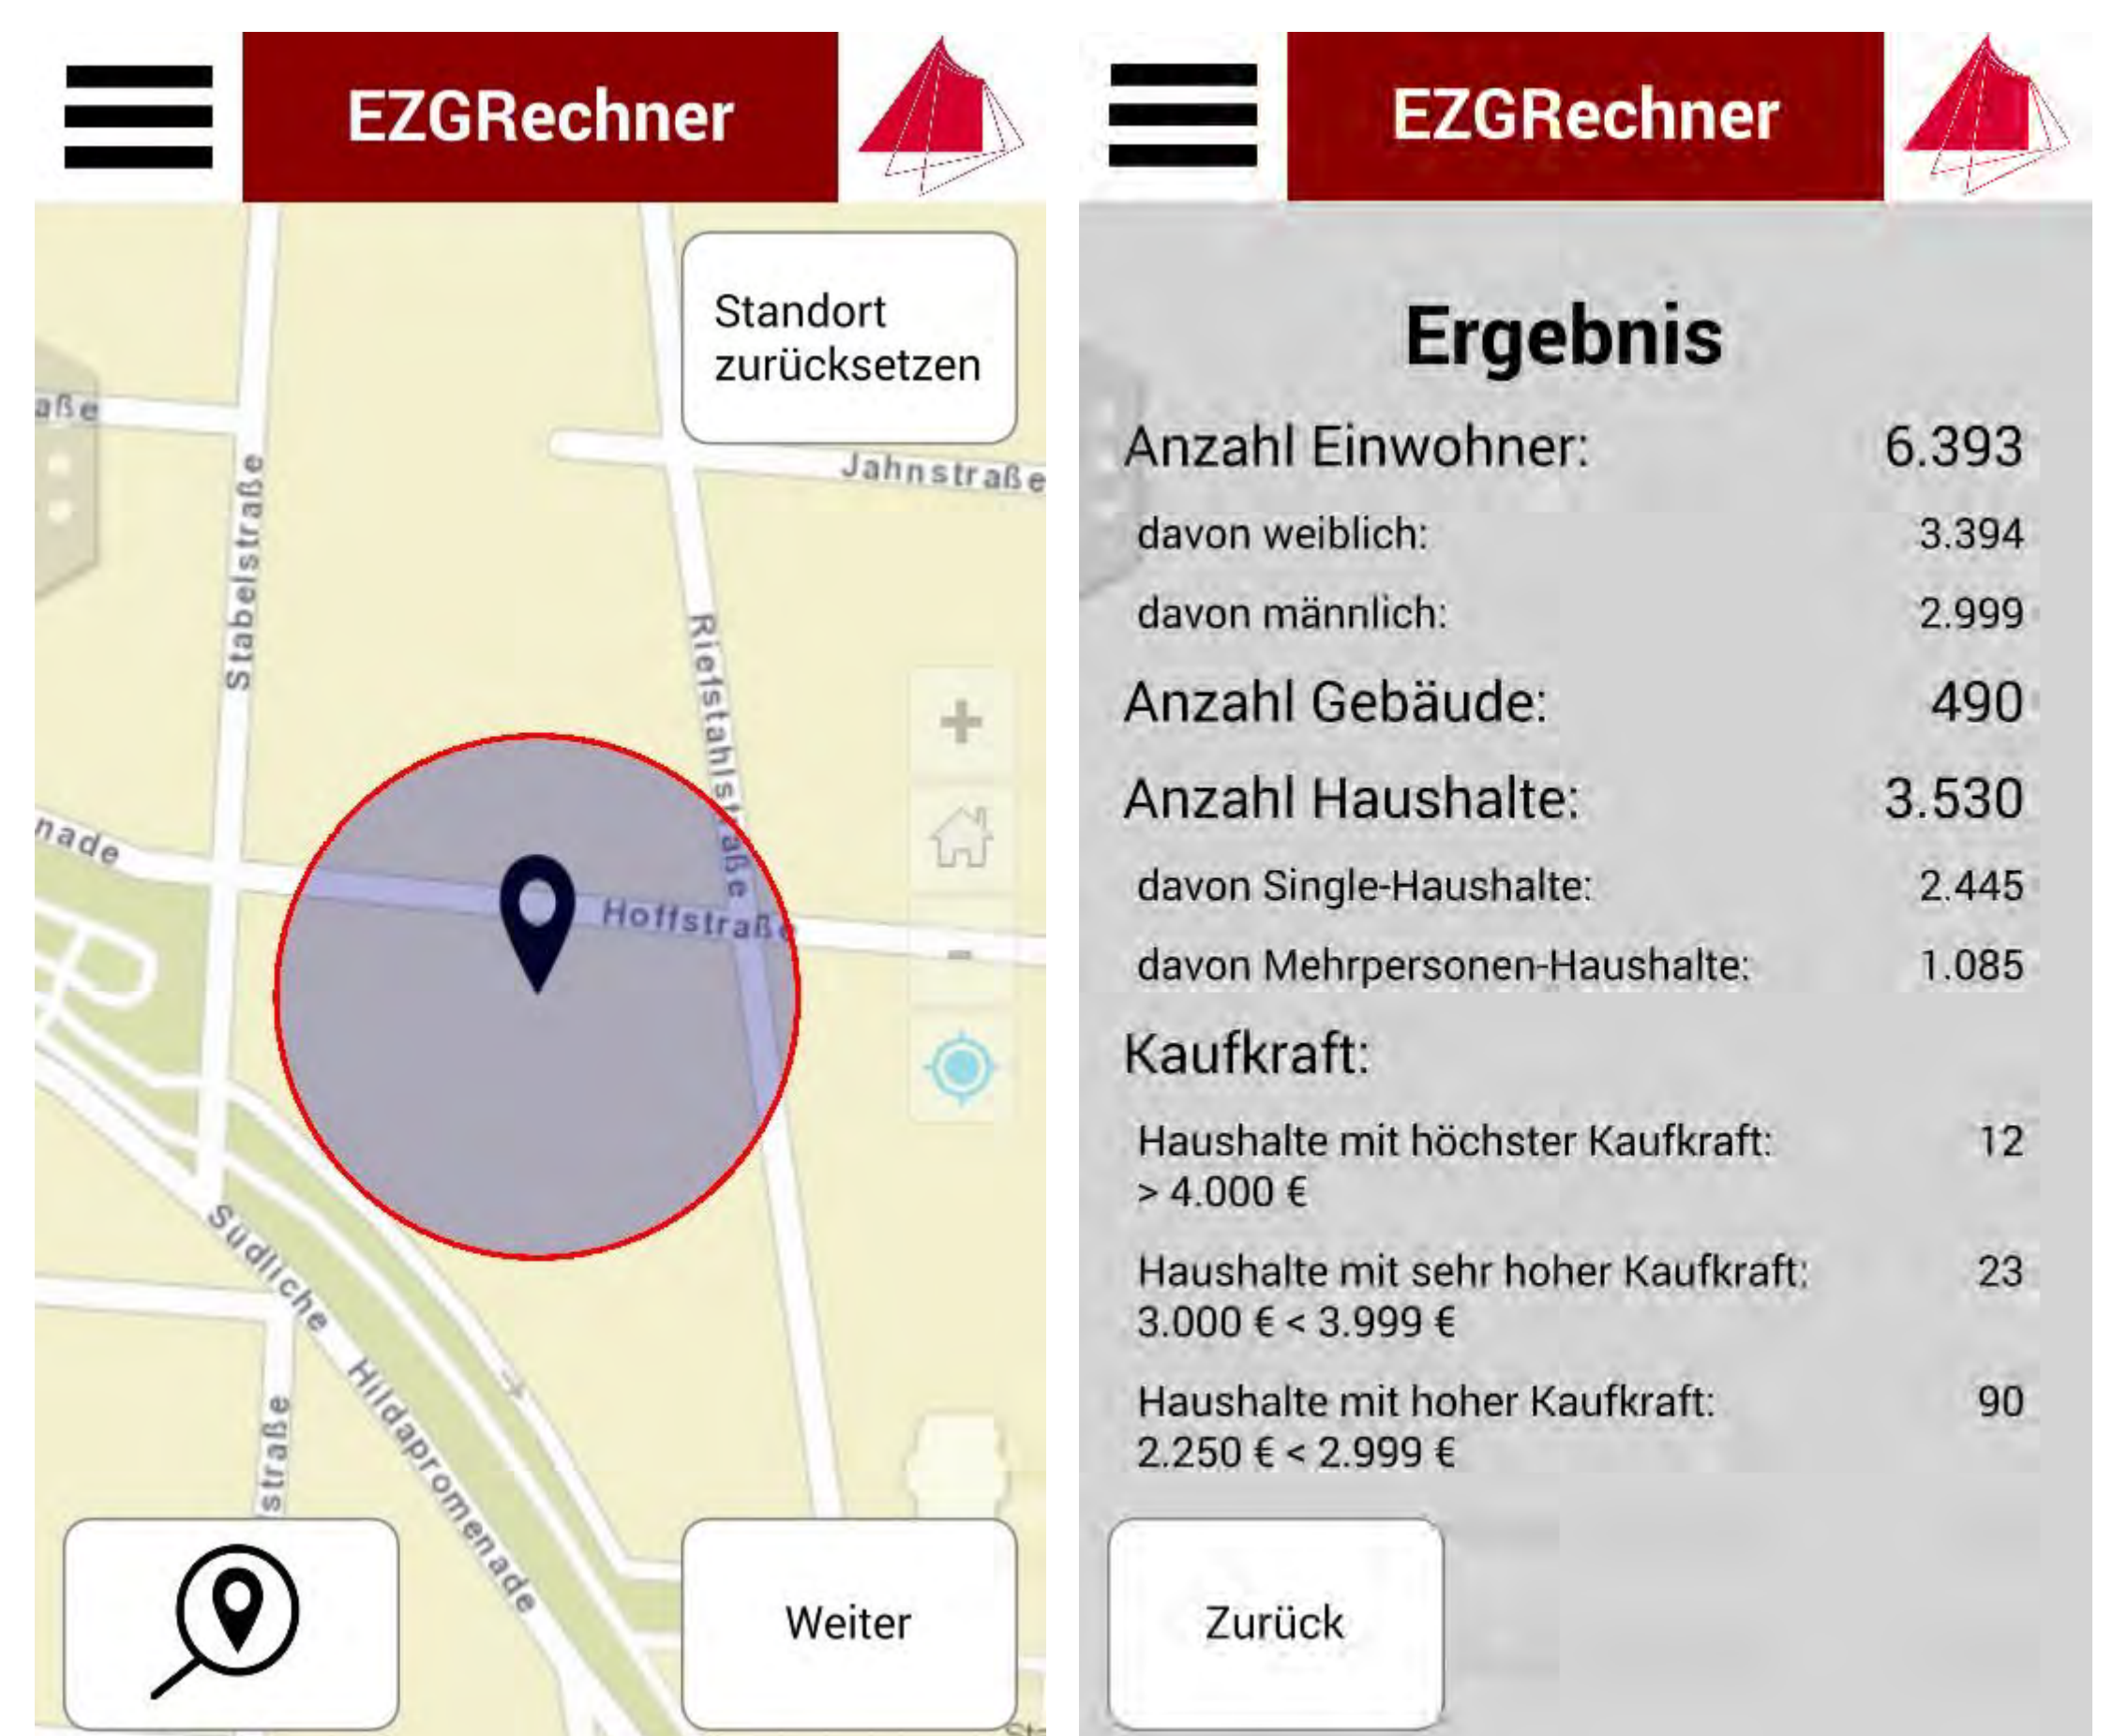 EZGRechner
Standort
zurücksetzen
aße
Jahnstraße
Stabelstraße
Riefstahlstraße
nade
Hoffstraße
Südliche Hildapromenade
straße
Weiter
EZGRechner
Ergebnis
Anzahl Einwohner: 6.393
davon weiblich: 3.394
davon männlich: 2.999
Anzahl Gebäude: 490
Anzahl Haushalte: 3.530
davon Single-Haushalte: 2.445
davon Mehrpersonen-Haushalte: 1.085
Kaufkraft:
Haushalte mit höchster Kaufkraft: 12
> 4.000 €
Haushalte mit sehr hoher Kaufkraft: 23
3.000 € < 3.999 €
Haushalte mit hoher Kaufkraft: 90
2.250 € < 2.999 €
Zurück